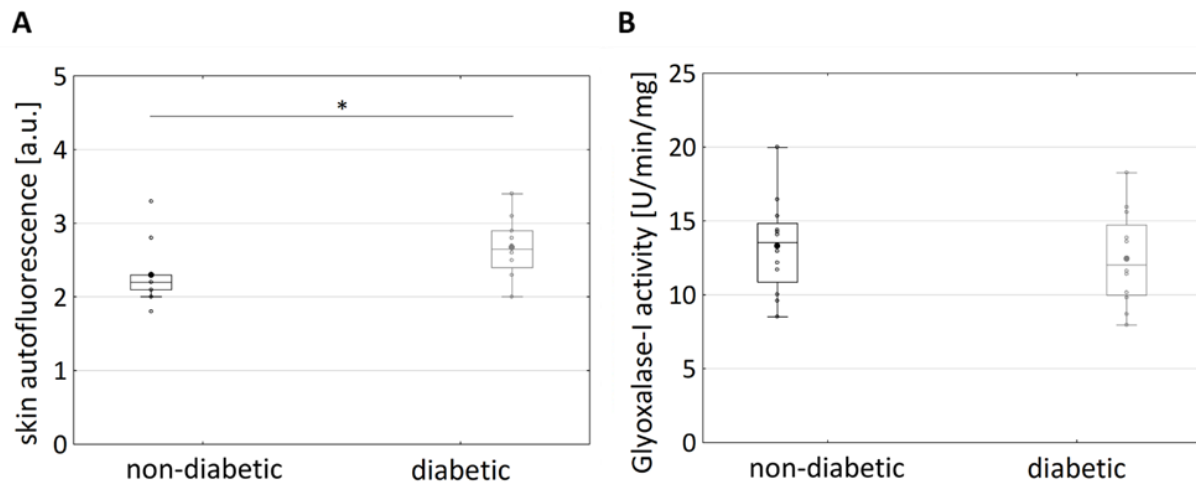 A
skin autofluorescence [a.u.]
5
4
3
2
1
0
*
non-diabetic
diabetic
B
Glyoxalase-I activity [U/min/mg]
25
20
15
10
5
0
non-diabetic
diabetic